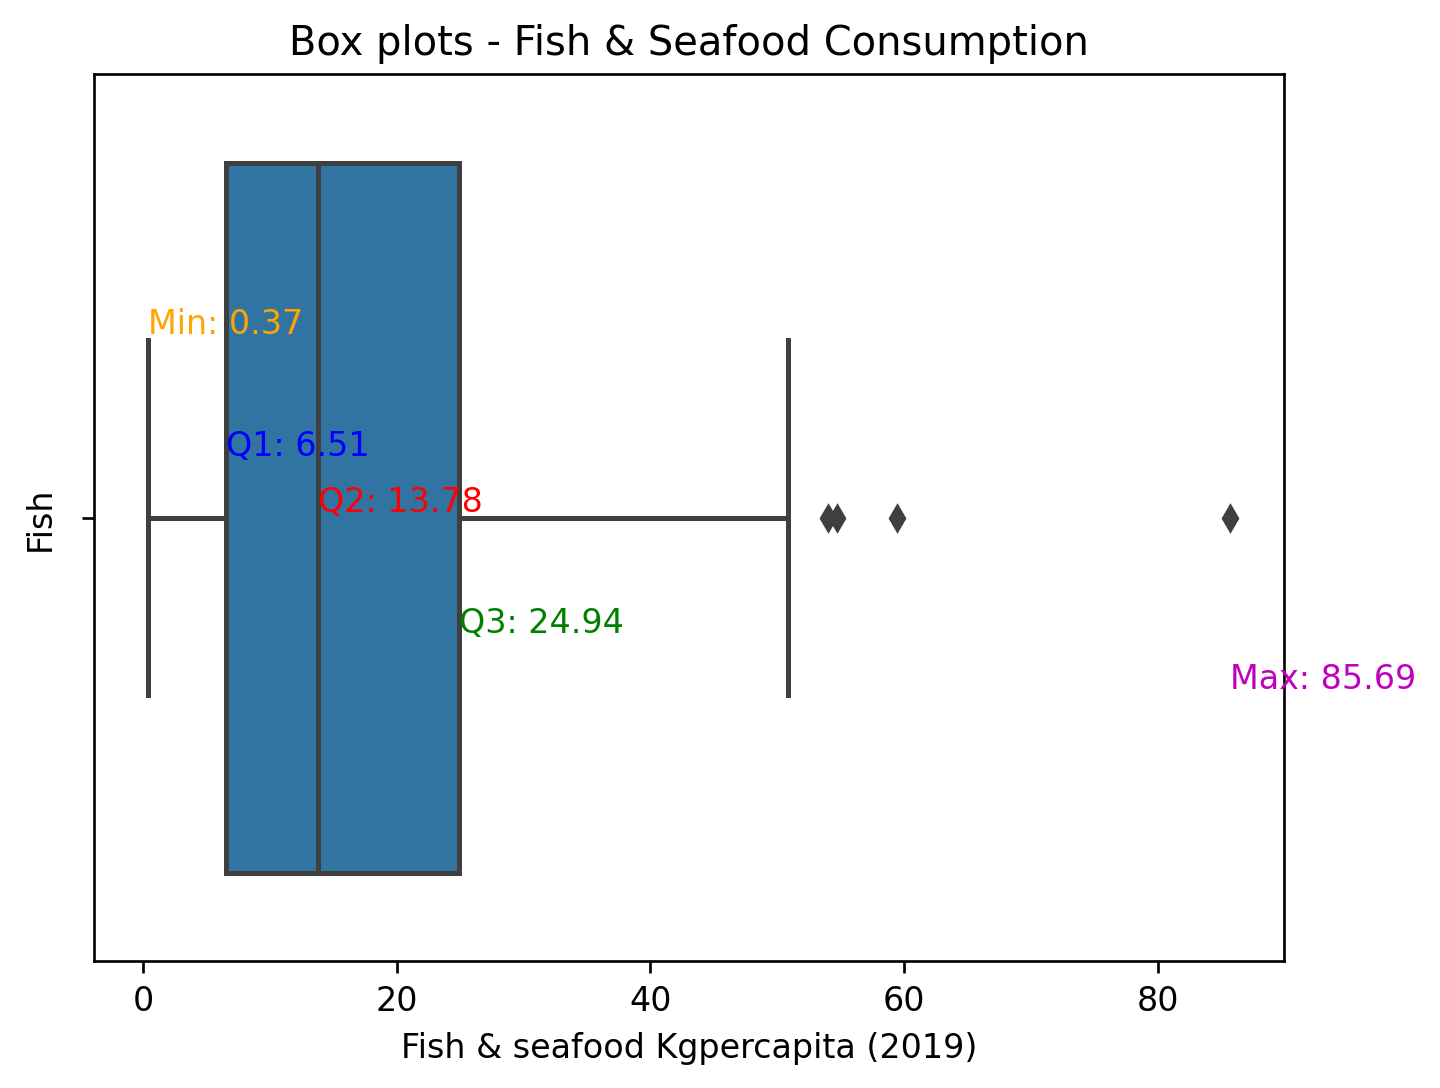 Box plots - Fish & Seafood Consumption
Min: 0.37
Q1: 6.51
Q2: 13.78
Fish
Q3: 24.94
Max: 85.69
0 20 40 60 80
Fish & seafood Kgpercapita (2019)